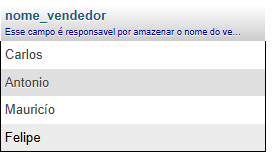 nome_vendedor
Esse campo é responsavel por amazenar o nome do ve...
Carlos
Antonio
Mauricío
Felipe